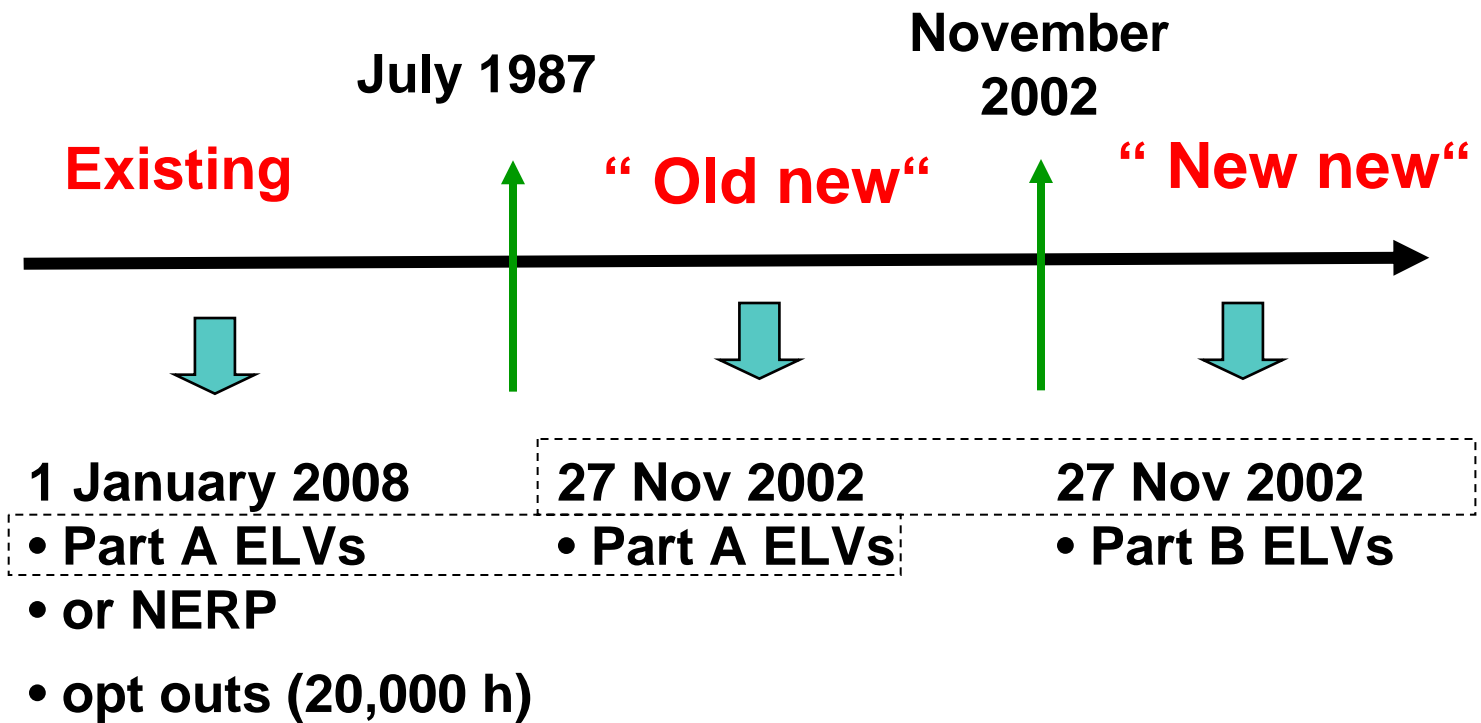 July 1987
November
2002
Existing
“ Old new“
“ New new“
1 January 2008
27 Nov 2002
27 Nov 2002
• Part A ELVs
• Part A ELVs
• Part B ELVs
• or NERP
• opt outs (20,000 h)